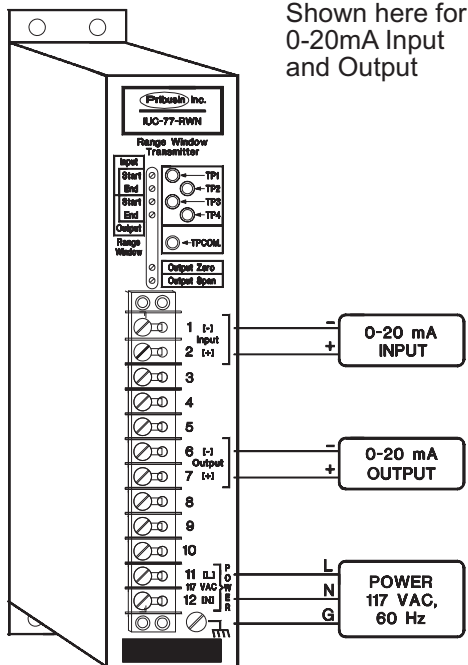 Shown here for
0-20mA Input
and Output
Pribusin Inc.
IUC-77-RWN
Range Window
Transmitter
Input
Start
End
Start
End
Output
Range
Window
TP1
TP2
TP3
TP4
TPCOM.
Output Zero
Output Span
1 [-]
Input
2 [+]
3
4
5
6 [-]
Output
7 [+]
8
9
10
11 [L]
117 VAC
12 [N]
POWER
-
+
0-20 mA
INPUT
-
+
0-20 mA
OUTPUT
L
N
G
POWER
117 VAC,
60 Hz